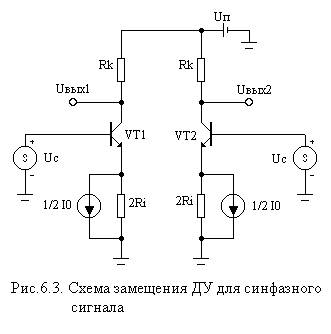 Uп
Rk
Rk
Uвых1
Uвых2
VT1
VT2
S
+
-
Uc
Uc
S
+
-
1/2 I0
2Ri
2Ri
1/2 I0
Рис.6.3. Схема замещения ДУ для синфазного
сигнала